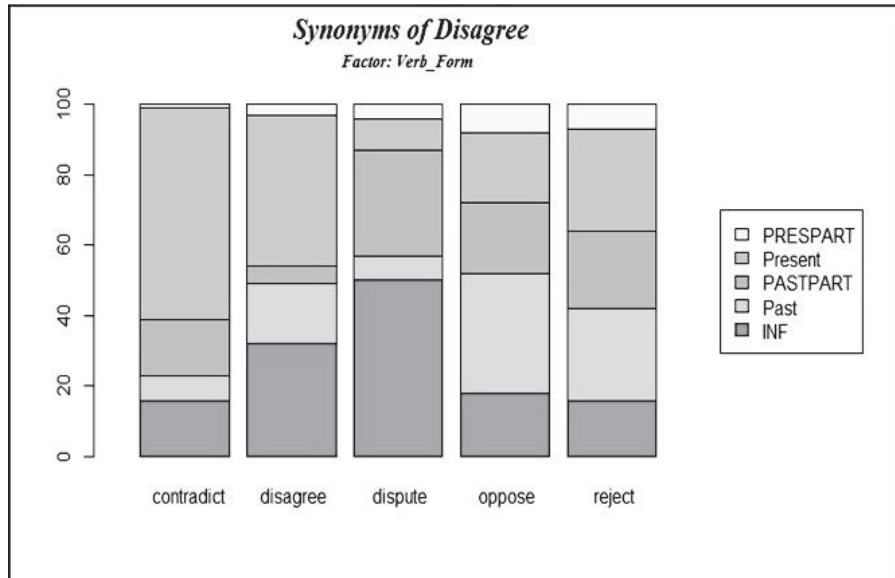 Synonyms of Disagree
Factor: Verb_Form
100
80
60
40
20
0
contradict disagree dispute oppose reject
PRESPART
Present
PASTPART
Past
INF